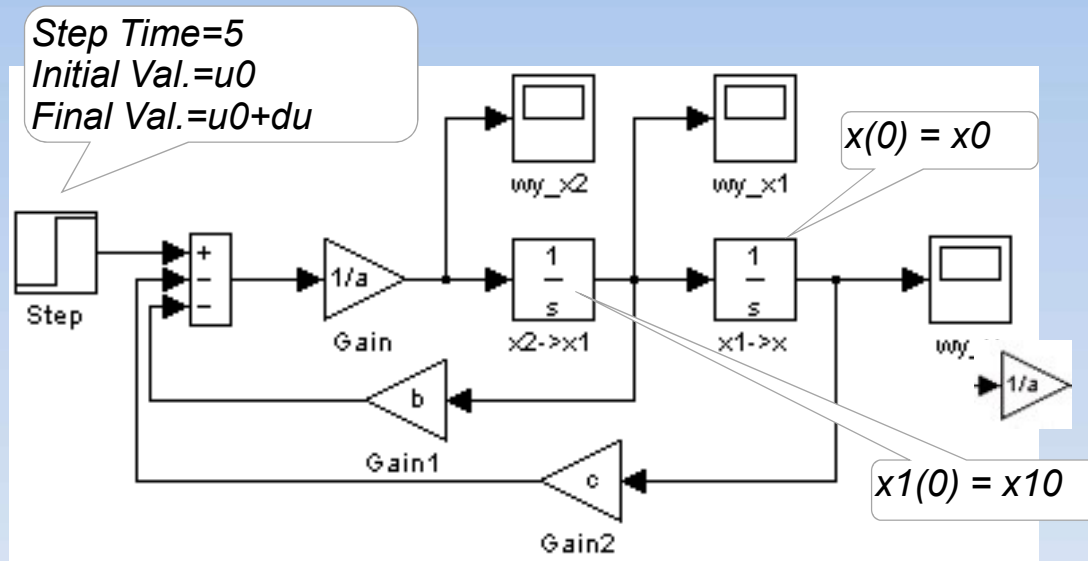 Step Time=5
Initial Val.=u0
Final Val.=u0+du
x(0) = x0
wy_x2
wy_x1
+
−
−
Step
1/a
Gain
1
s
x2->x1
1
s
x1->x
1/a
b
Gain1
c
Gain2
x1(0) = x10